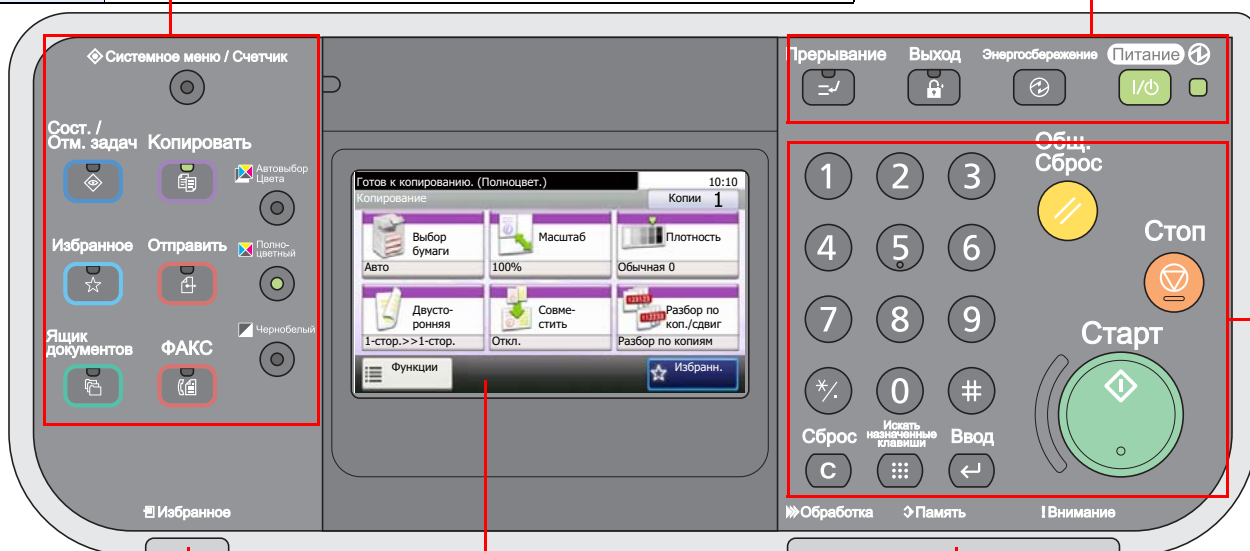 Системное меню / Счетчик
Сост. /
Отм. задач
Копировать
Автовыбор
Цвета
Избранное
Отправить
Полно-
цветный
Ящик
документов
ФАКС
Чернобелый
Избранное
Готов к копированию. (Полноцвет.)
10:10
Копирование
Копии 1
Выбор
бумаги
Авто
Масштаб
100%
Плотность
Обычная 0
Двусто-
ронняя
1-стор.>>1-стор.
Совме-
стить
Откл.
123123
Разбор по
коп./сдвиг
Разбор по копиям
Функции
Избранн.
Прерывание
Выход
Энергосбережение
Питание
I/⏻
Общ.
Сброс
1 2 3
4 5 6
7 8 9
*/. 0 #
Стоп
Старт
Сброс
Искать
назначенные
клавиши
Ввод
C
Обработка
Память
! Внимание